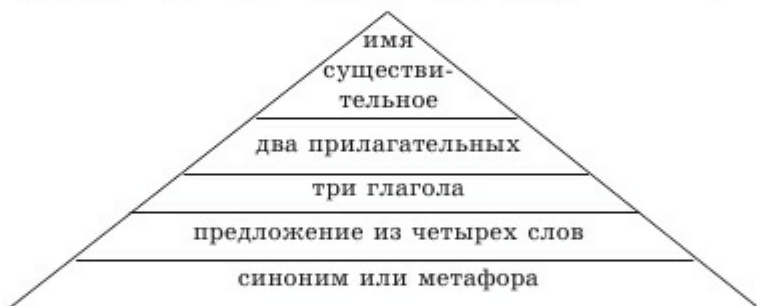 имя
существи-
тельное
два прилагательных
три глагола
предложение из четырех слов
синоним или метафора